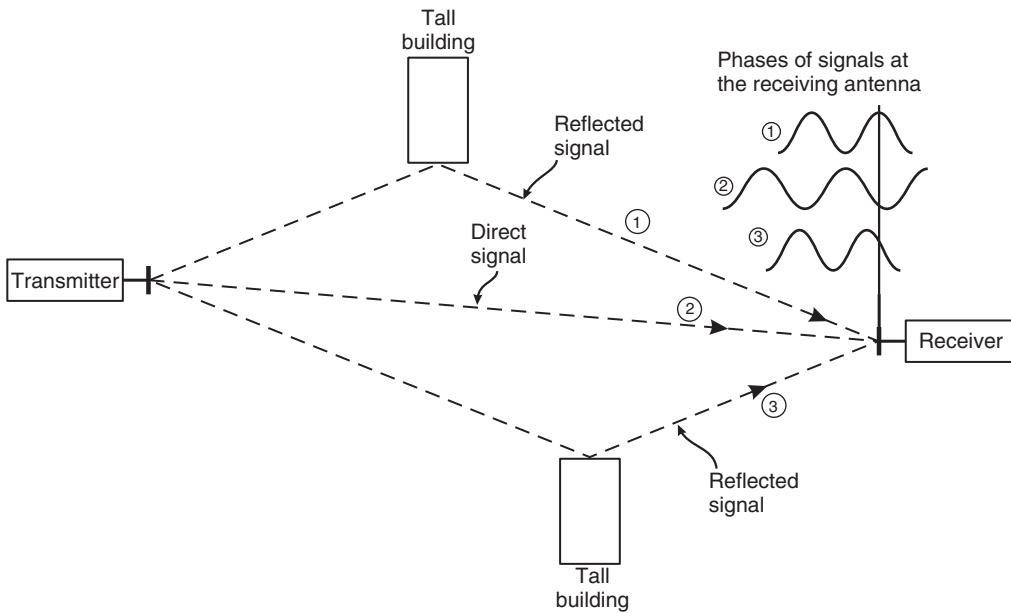 Tall
building
Phases of signals at
the receiving antenna
①
Reflected
signal
②
①
Direct
signal
③
Transmitter
②
Receiver
③
Reflected
signal
Tall
building